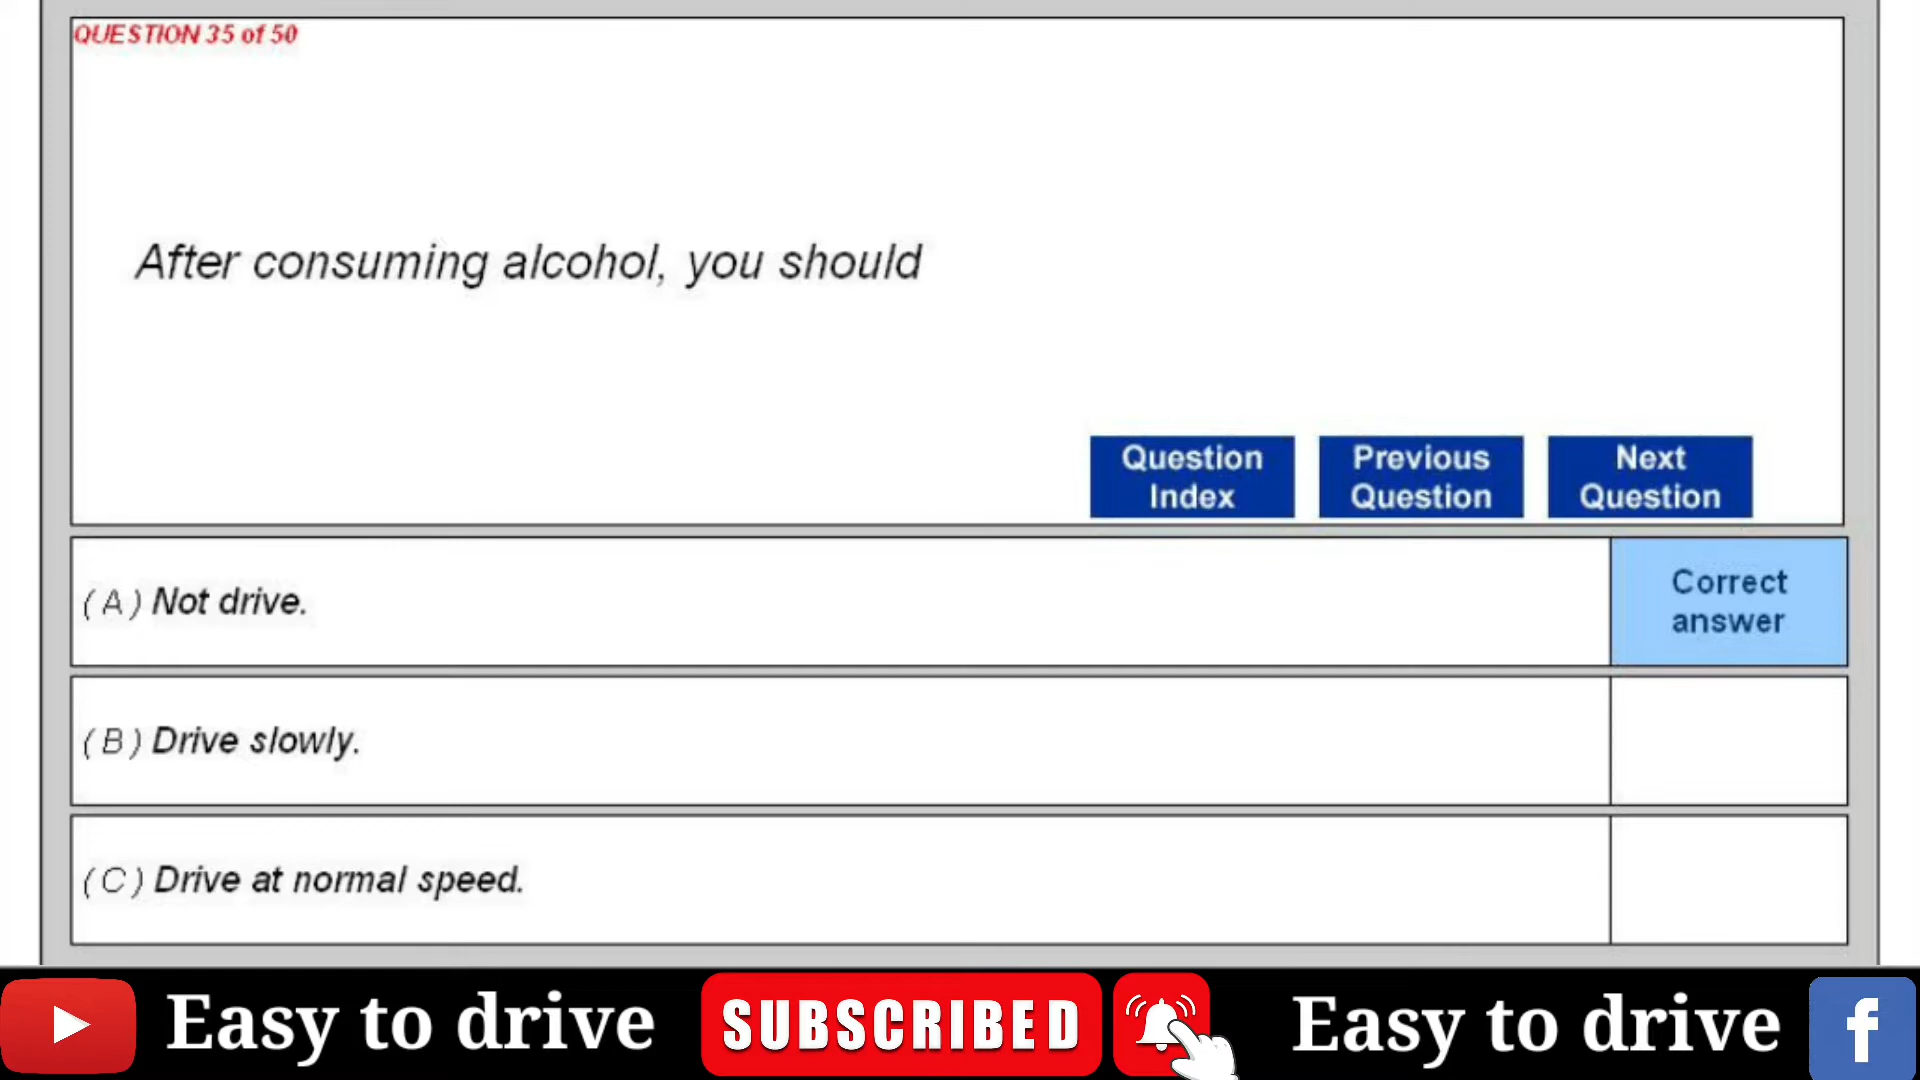 QUESTION 35 of 50
After consuming alcohol, you should
Question Index
Previous Question
Next Question
(A) Not drive.
Correct answer
(B) Drive slowly.
(C) Drive at normal speed.
Easy to drive
SUBSCRIBED
Easy to drive
f